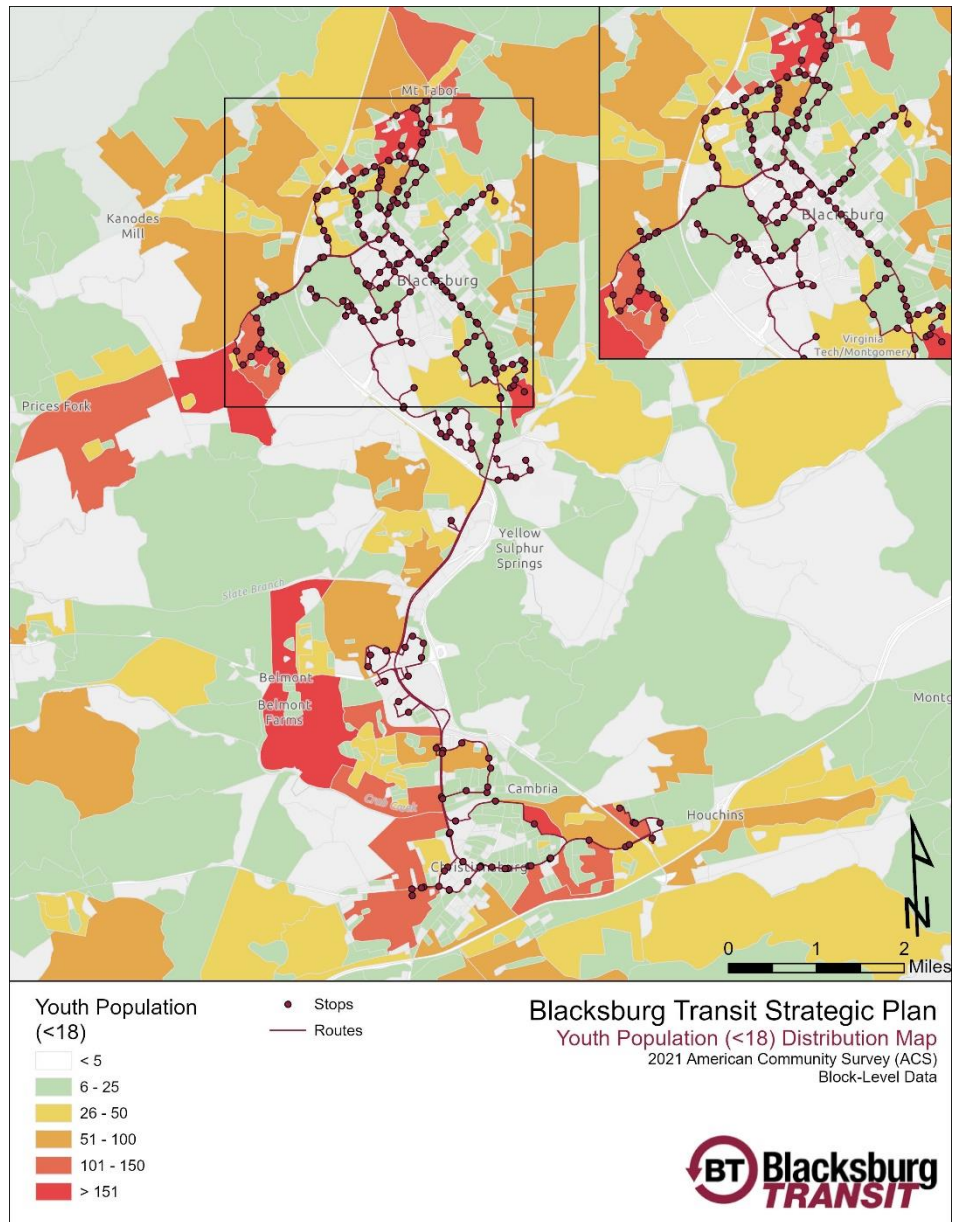 Mt Tabor
Kanodes
Mill
Blacksburg
Blacksburg
Virginia
Tech/Montgomery
Prices Fork
Yellow
Sulphur
Springs
Slate Branch
Belmont
Belmont
Farms
Montg
Crab Creek
Cambria
Houchins
Christiansburg
N
0 1 2
Miles
Youth Population
(<18)
< 5
6 - 25
26 - 50
51 - 100
101 - 150
> 151
Stops
Routes
Blacksburg Transit Strategic Plan
Youth Population (<18) Distribution Map
2021 American Community Survey (ACS)
Block-Level Data
BT Blacksburg
TRANSIT